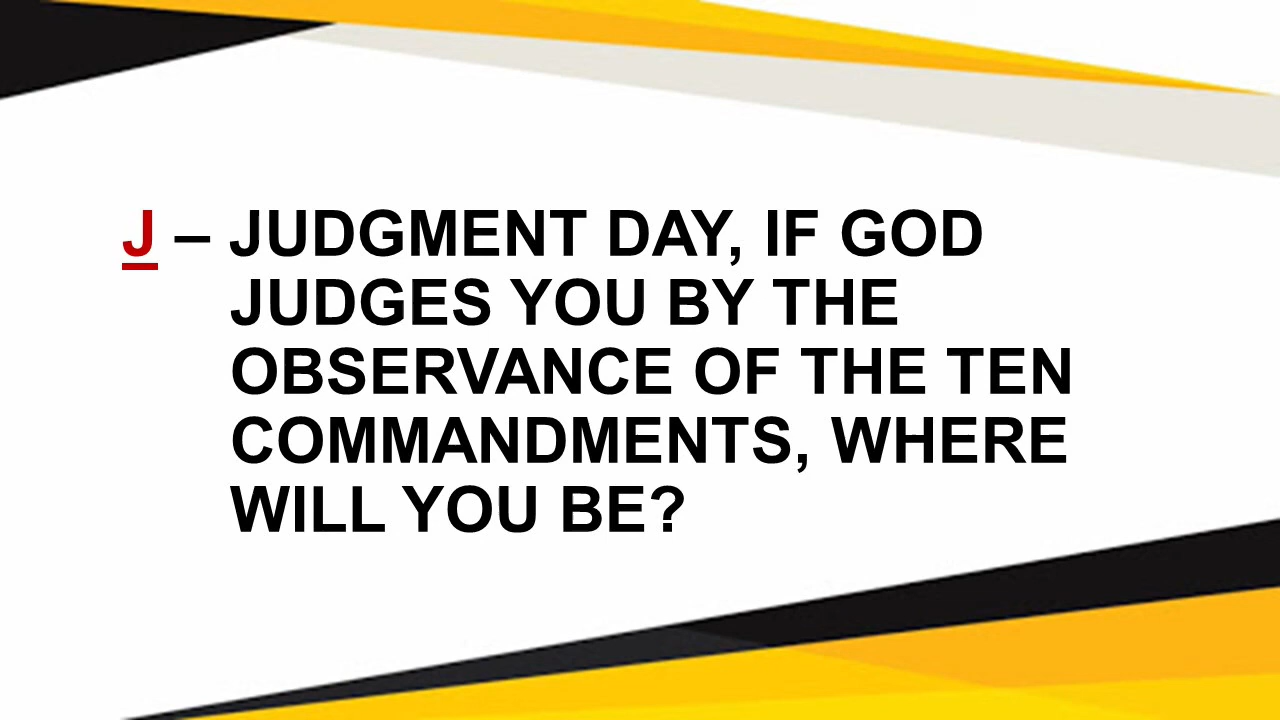 J – JUDGMENT DAY, IF GOD
JUDGES YOU BY THE
OBSERVANCE OF THE TEN
COMMANDMENTS, WHERE
WILL YOU BE?